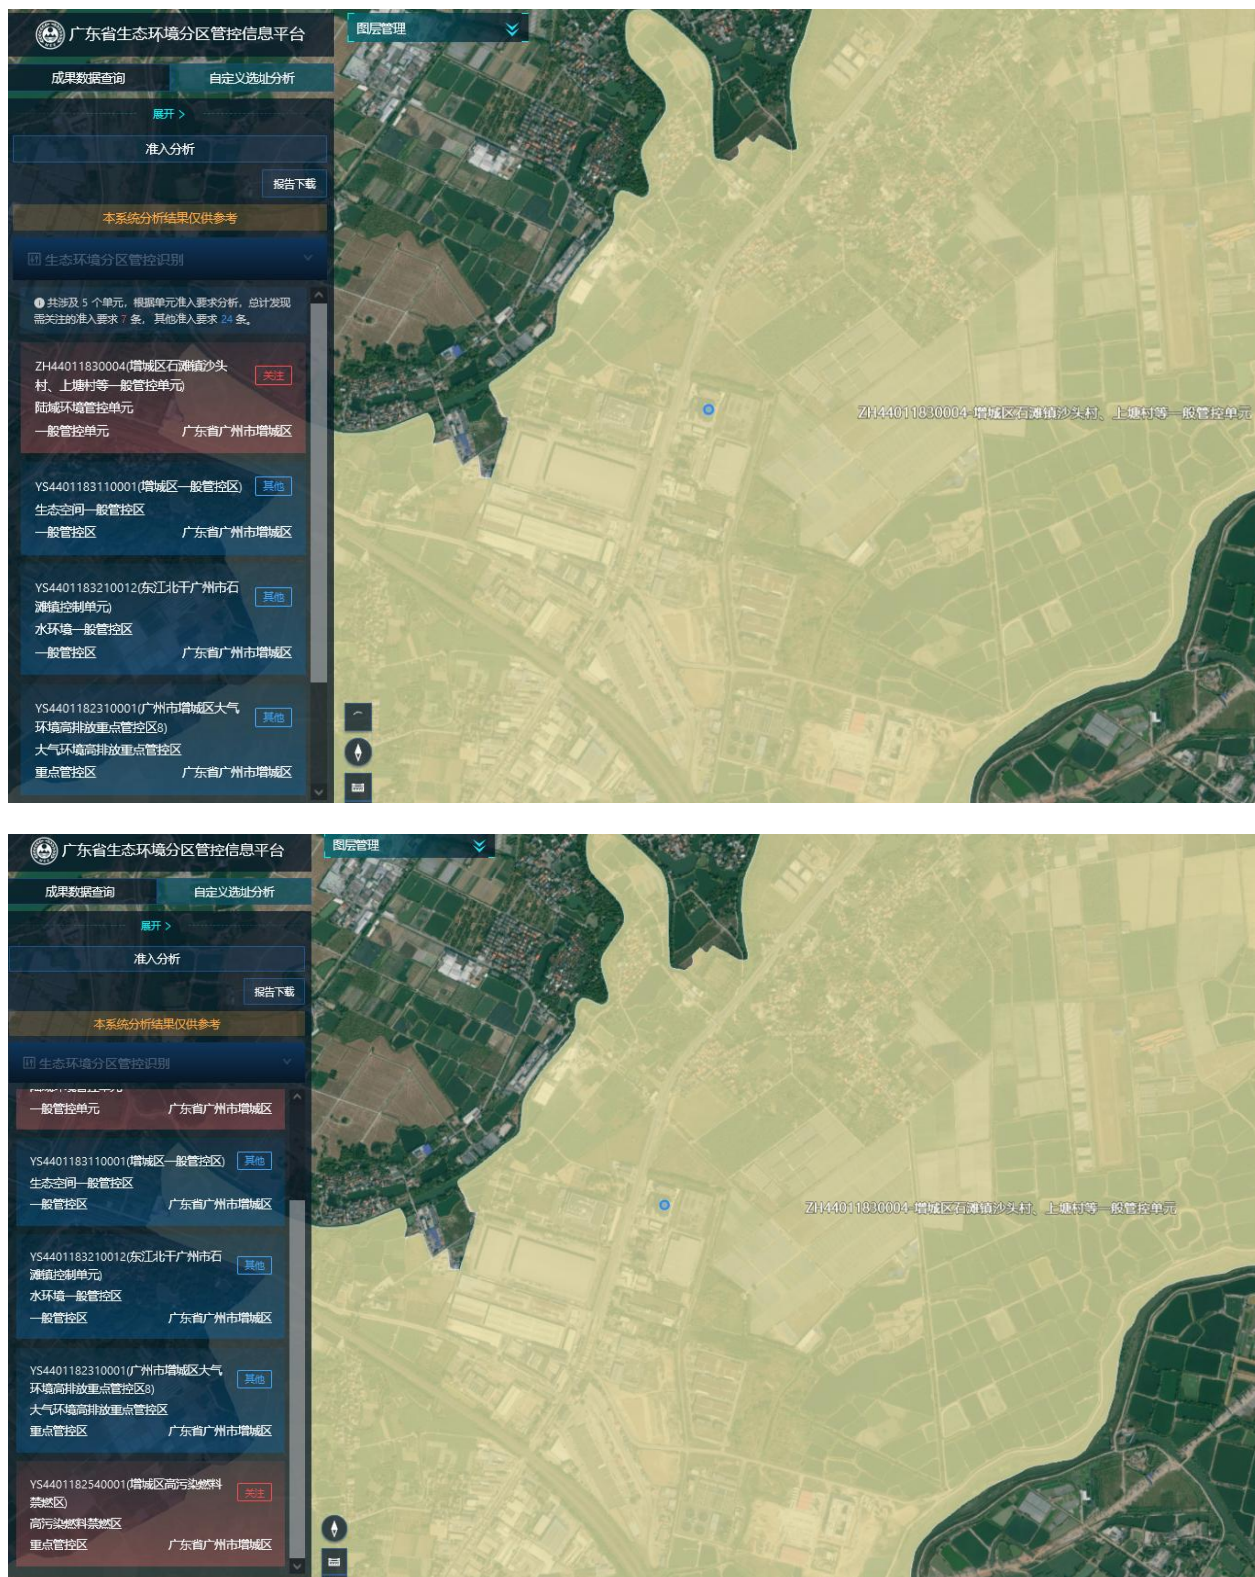 广东省生态环境分区管控信息平台
图层管理
成果数据查询
自定义选址分析
展开 >
准入分析
报告下载
本系统分析结果仅供参考
生态环境分区管控识别
共涉及 5 个单元，根据单元准入要求分析，总计发现
需关注的准入要求 7 条， 其他准入要求 24 条。
ZH44011830004(增城区石滩镇沙头
村、上塘村等一般管控单元)
关注
陆域环境管控单元
一般管控单元
广东省广州市增城区
YS4401183110001(增城区一般管控区)
其他
生态空间一般管控区
一般管控区
广东省广州市增城区
YS4401183210012(东江北干广州市石
滩镇控制单元)
其他
水环境一般管控区
一般管控区
广东省广州市增城区
YS4401182310001(广州市增城区大气
环境高排放重点管控区8)
其他
大气环境高排放重点管控区
重点管控区
广东省广州市增城区
ZH44011830004-增城区石滩镇沙头村、上塘村等一般管控单元
广东省生态环境分区管控信息平台
图层管理
成果数据查询
自定义选址分析
展开 >
准入分析
报告下载
本系统分析结果仅供参考
生态环境分区管控识别
陆域环境管控单元
一般管控单元
广东省广州市增城区
YS4401183110001(增城区一般管控区)
其他
生态空间一般管控区
一般管控区
广东省广州市增城区
YS4401183210012(东江北干广州市石
滩镇控制单元)
其他
水环境一般管控区
一般管控区
广东省广州市增城区
YS4401182310001(广州市增城区大气
环境高排放重点管控区8)
其他
大气环境高排放重点管控区
重点管控区
广东省广州市增城区
YS4401182540001(增城区高污染燃料
禁燃区)
关注
高污染燃料禁燃区
重点管控区
广东省广州市增城区
ZH44011830004-增城区石滩镇沙头村、上塘村等一般管控单元